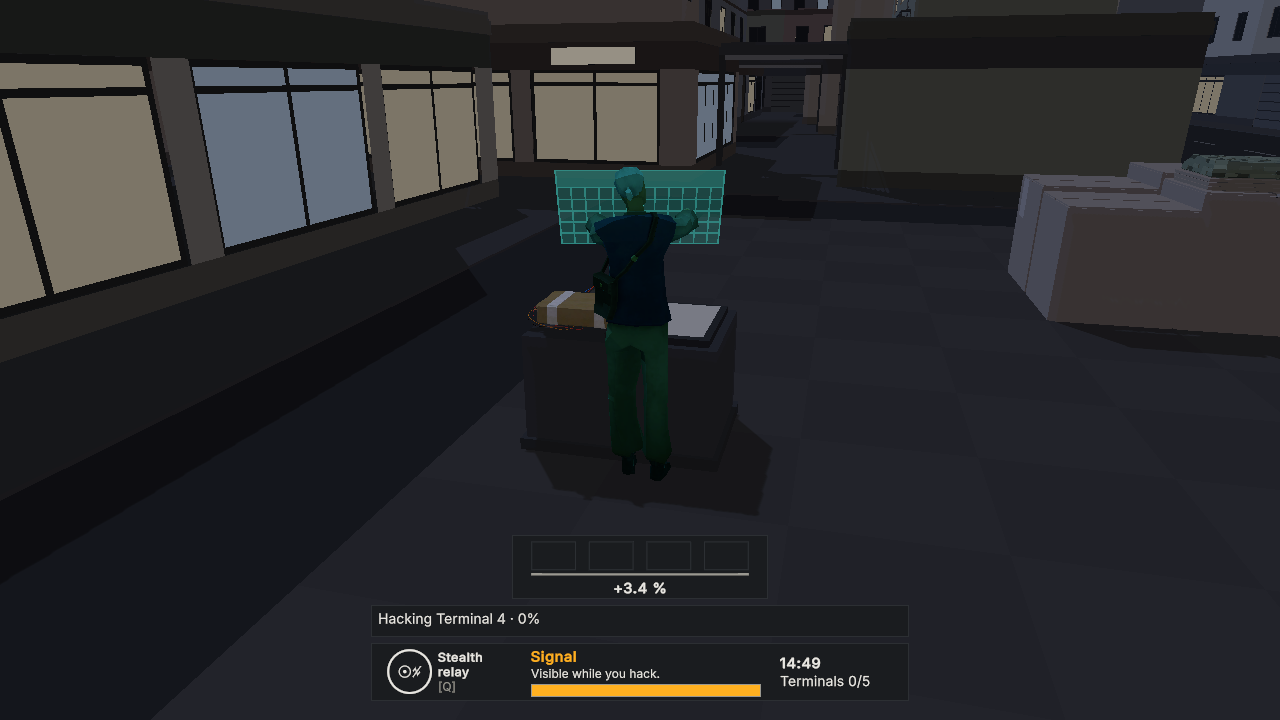 +3.4 %
Hacking Terminal 4 · 0%
Stealth
relay
[Q]
Signal
Visible while you hack.
14:49
Terminals 0/5